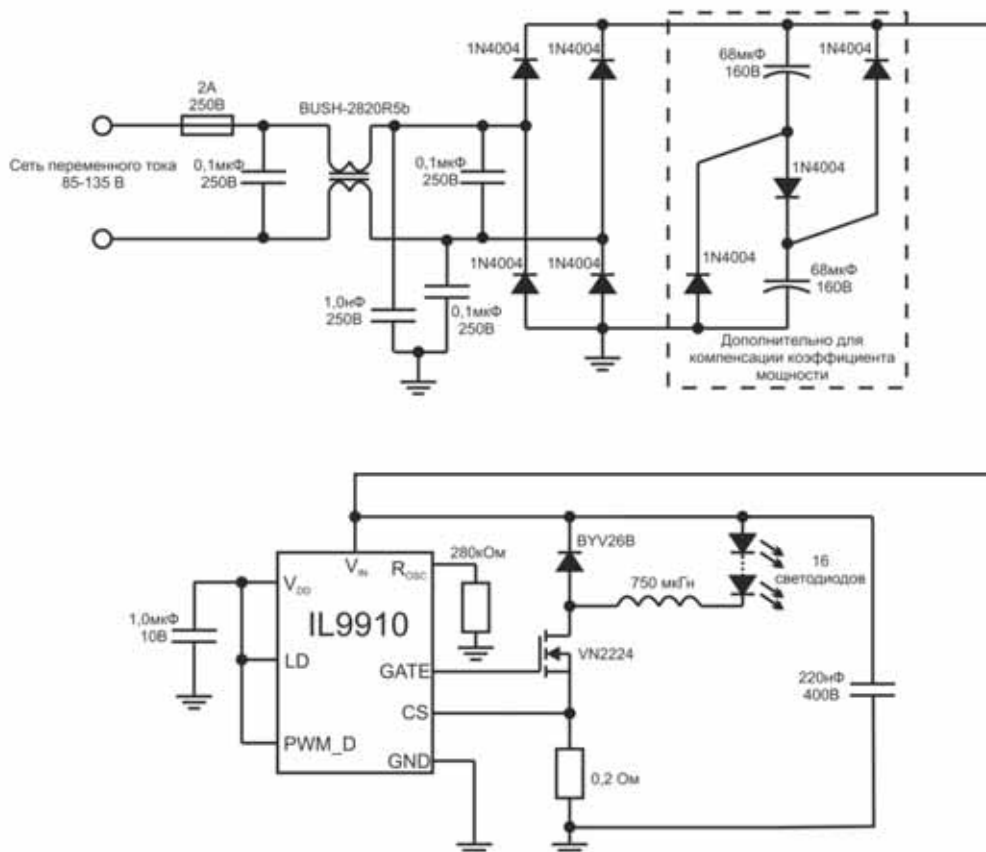 1N4004
1N4004
68мкФ
160В
1N4004
2А
250В
BUSH-2820R5b
Сеть переменного тока
85-135 В
0,1мкФ
250В
0,1мкФ
250В
1N4004
1N4004
1N4004
1N4004
68мкФ
160В
1,0нФ
250В
0,1мкФ
250В
Дополнительно для
компенсации коэффициента
мощности
280кОм
BYV26B
16
светодиодов
750 мкГн
VIN
ROSC
VDD
1,0мкФ
10В
IL9910
LD
GATE
VN2224
220нФ
400В
CS
PWM_D
GND
0,2 Ом